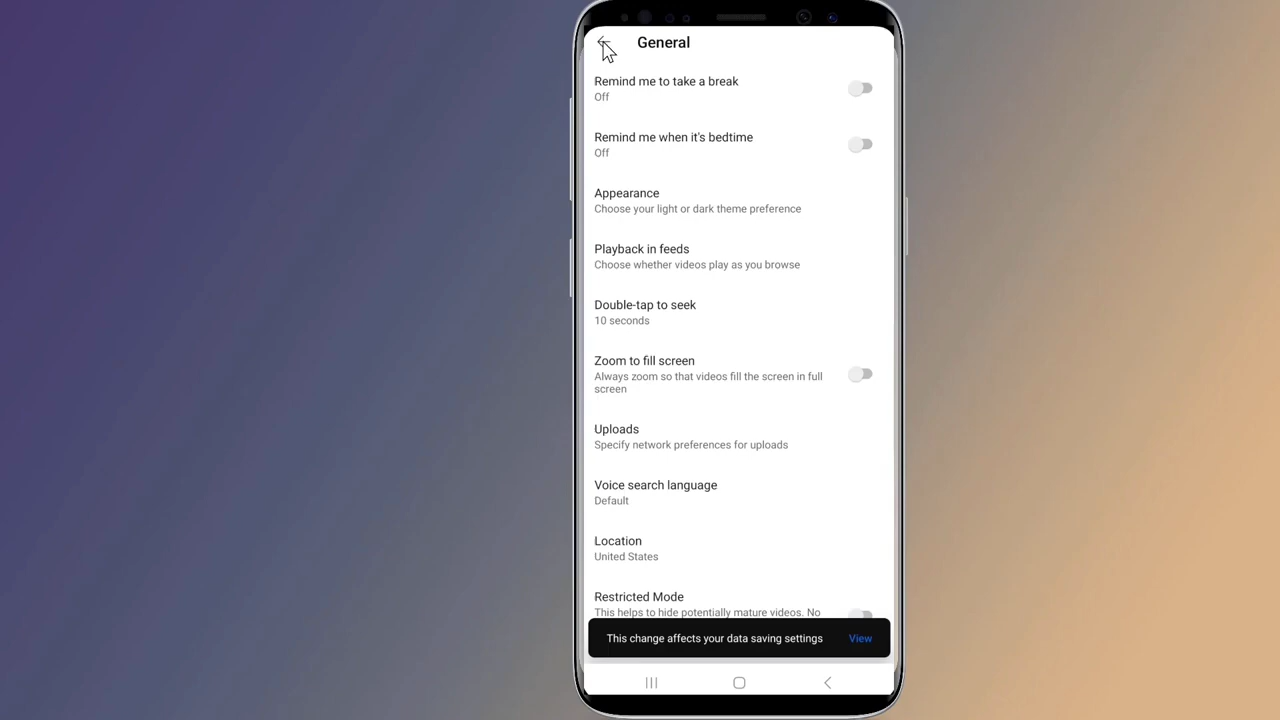 General
Remind me to take a break
Off
Remind me when it's bedtime
Off
Appearance
Choose your light or dark theme preference
Playback in feeds
Choose whether videos play as you browse
Double-tap to seek
10 seconds
Zoom to fill screen
Always zoom so that videos fill the screen in full
screen
Uploads
Specify network preferences for uploads
Voice search language
Default
Location
United States
Restricted Mode
This helps to hide potentially mature videos. No
This change affects your data saving settings View